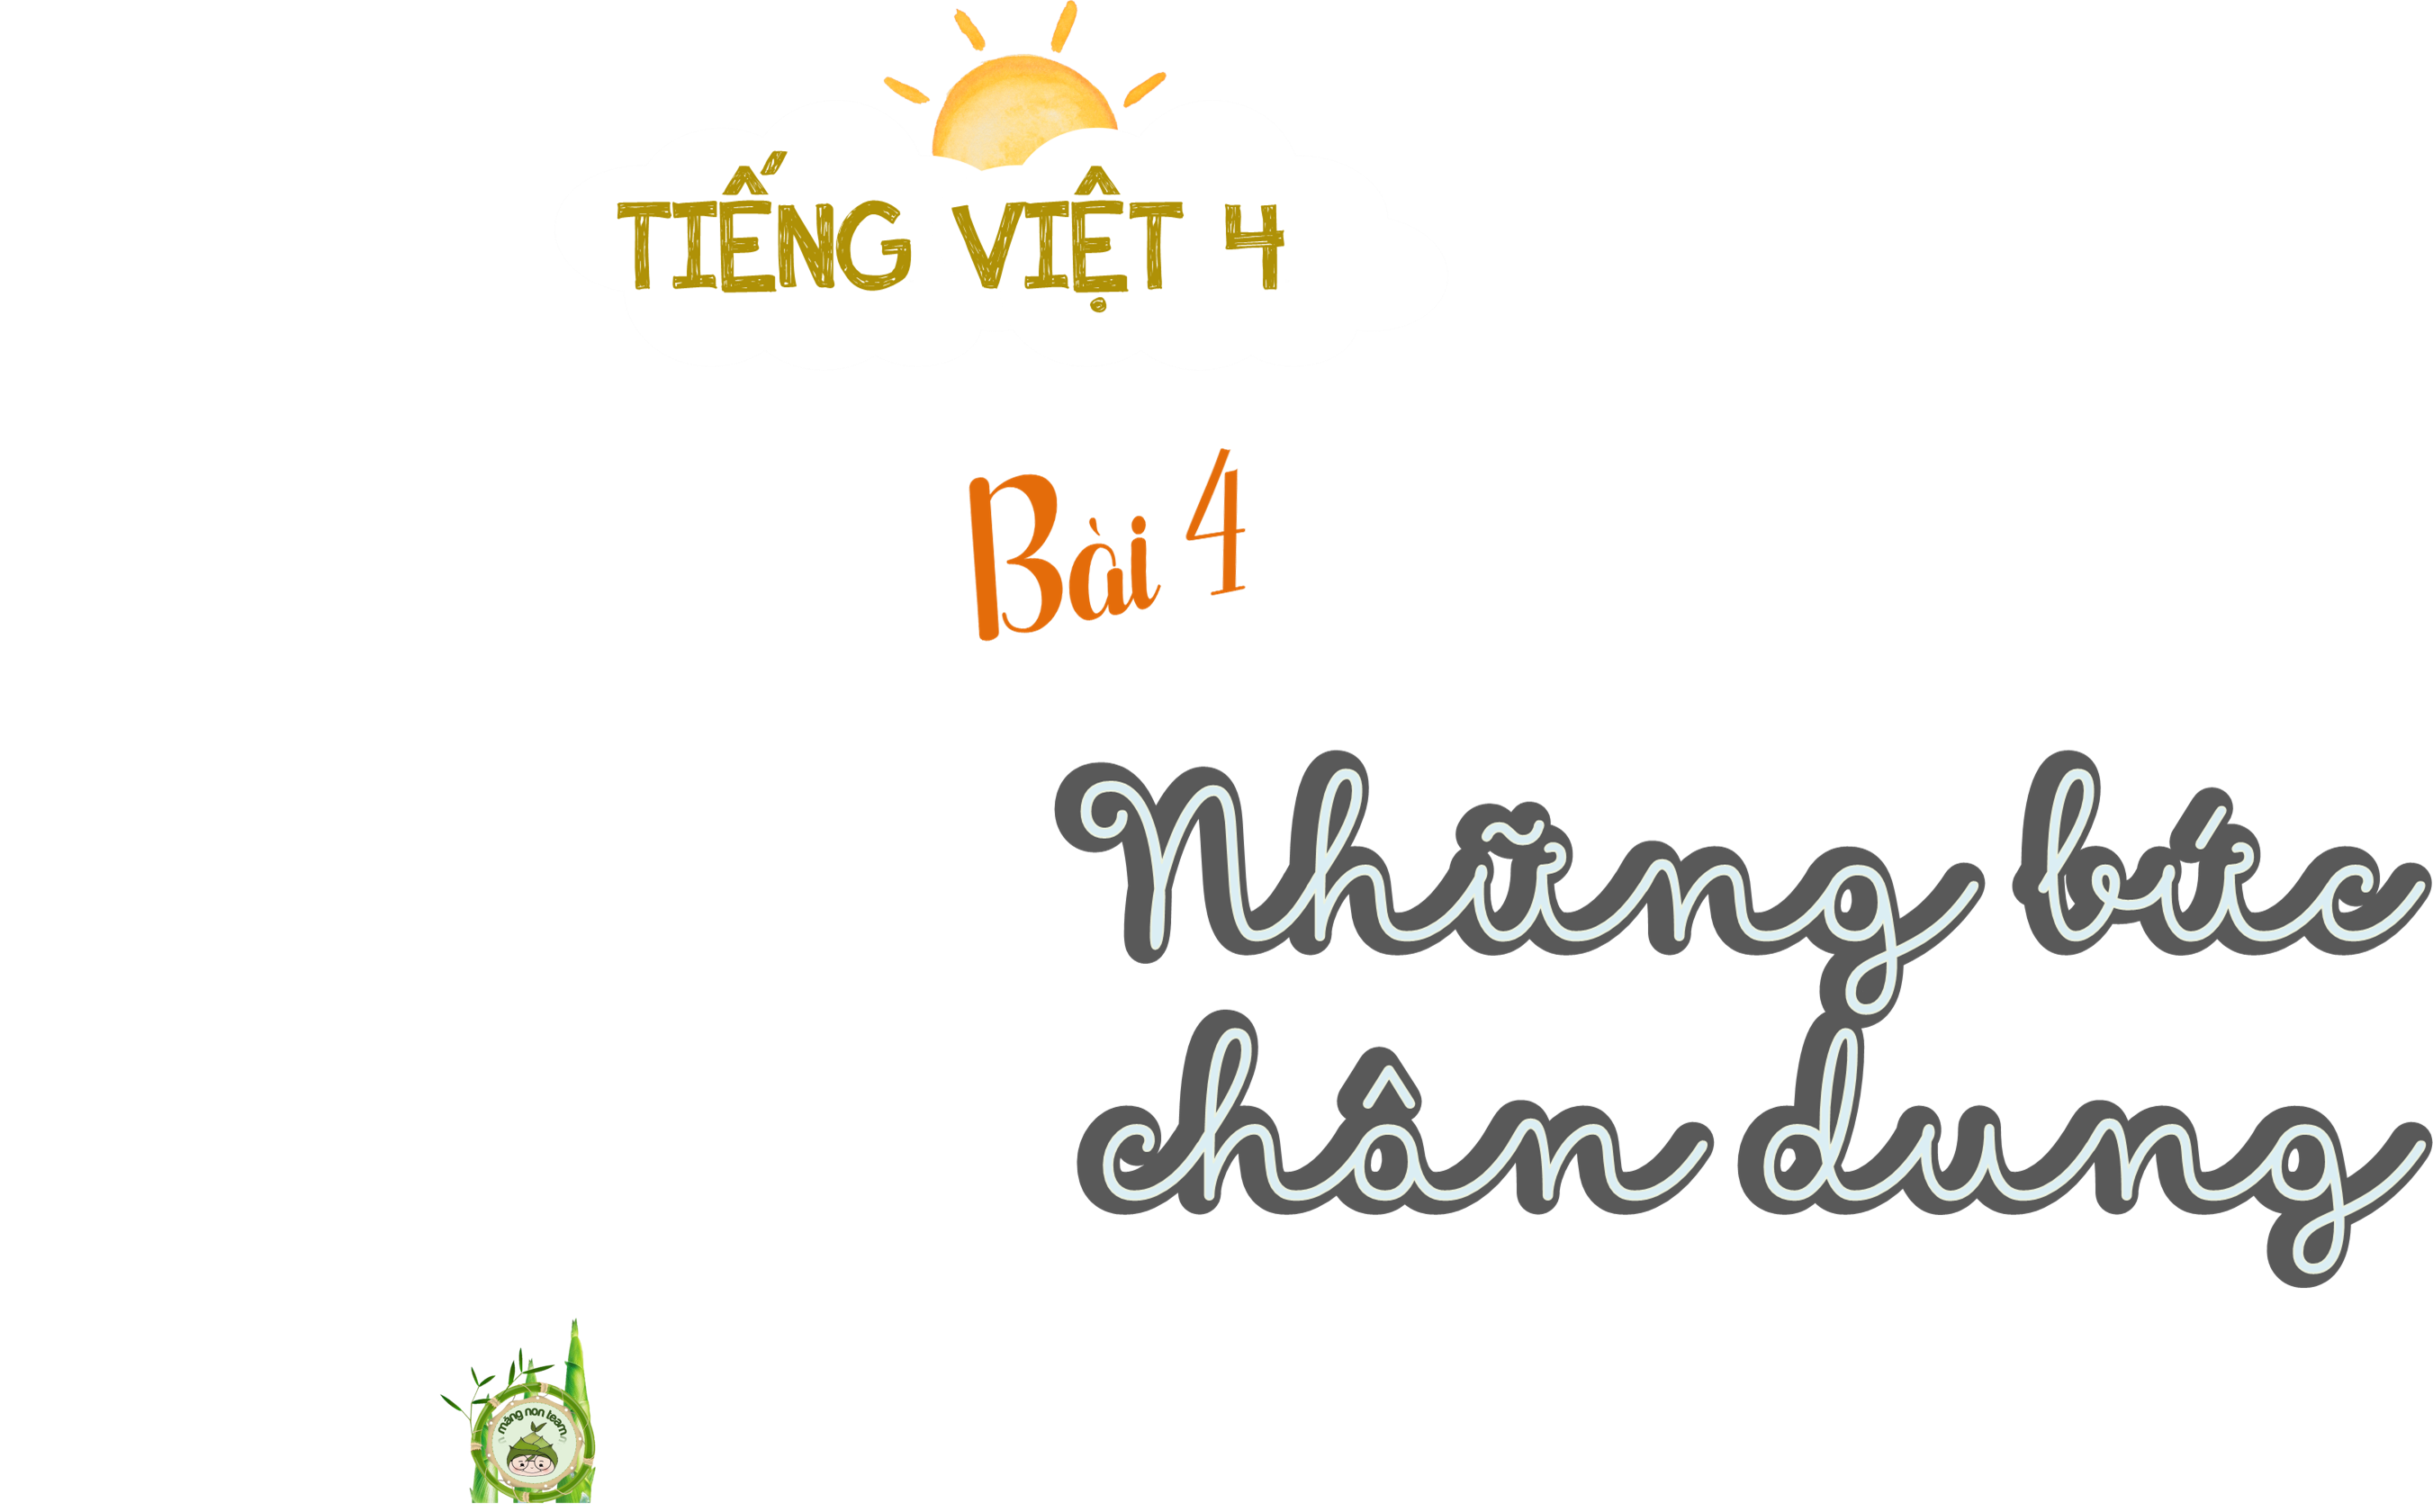 TIẾNG VIỆT 4
Bài 4
Những bức
chân dung
măng non team